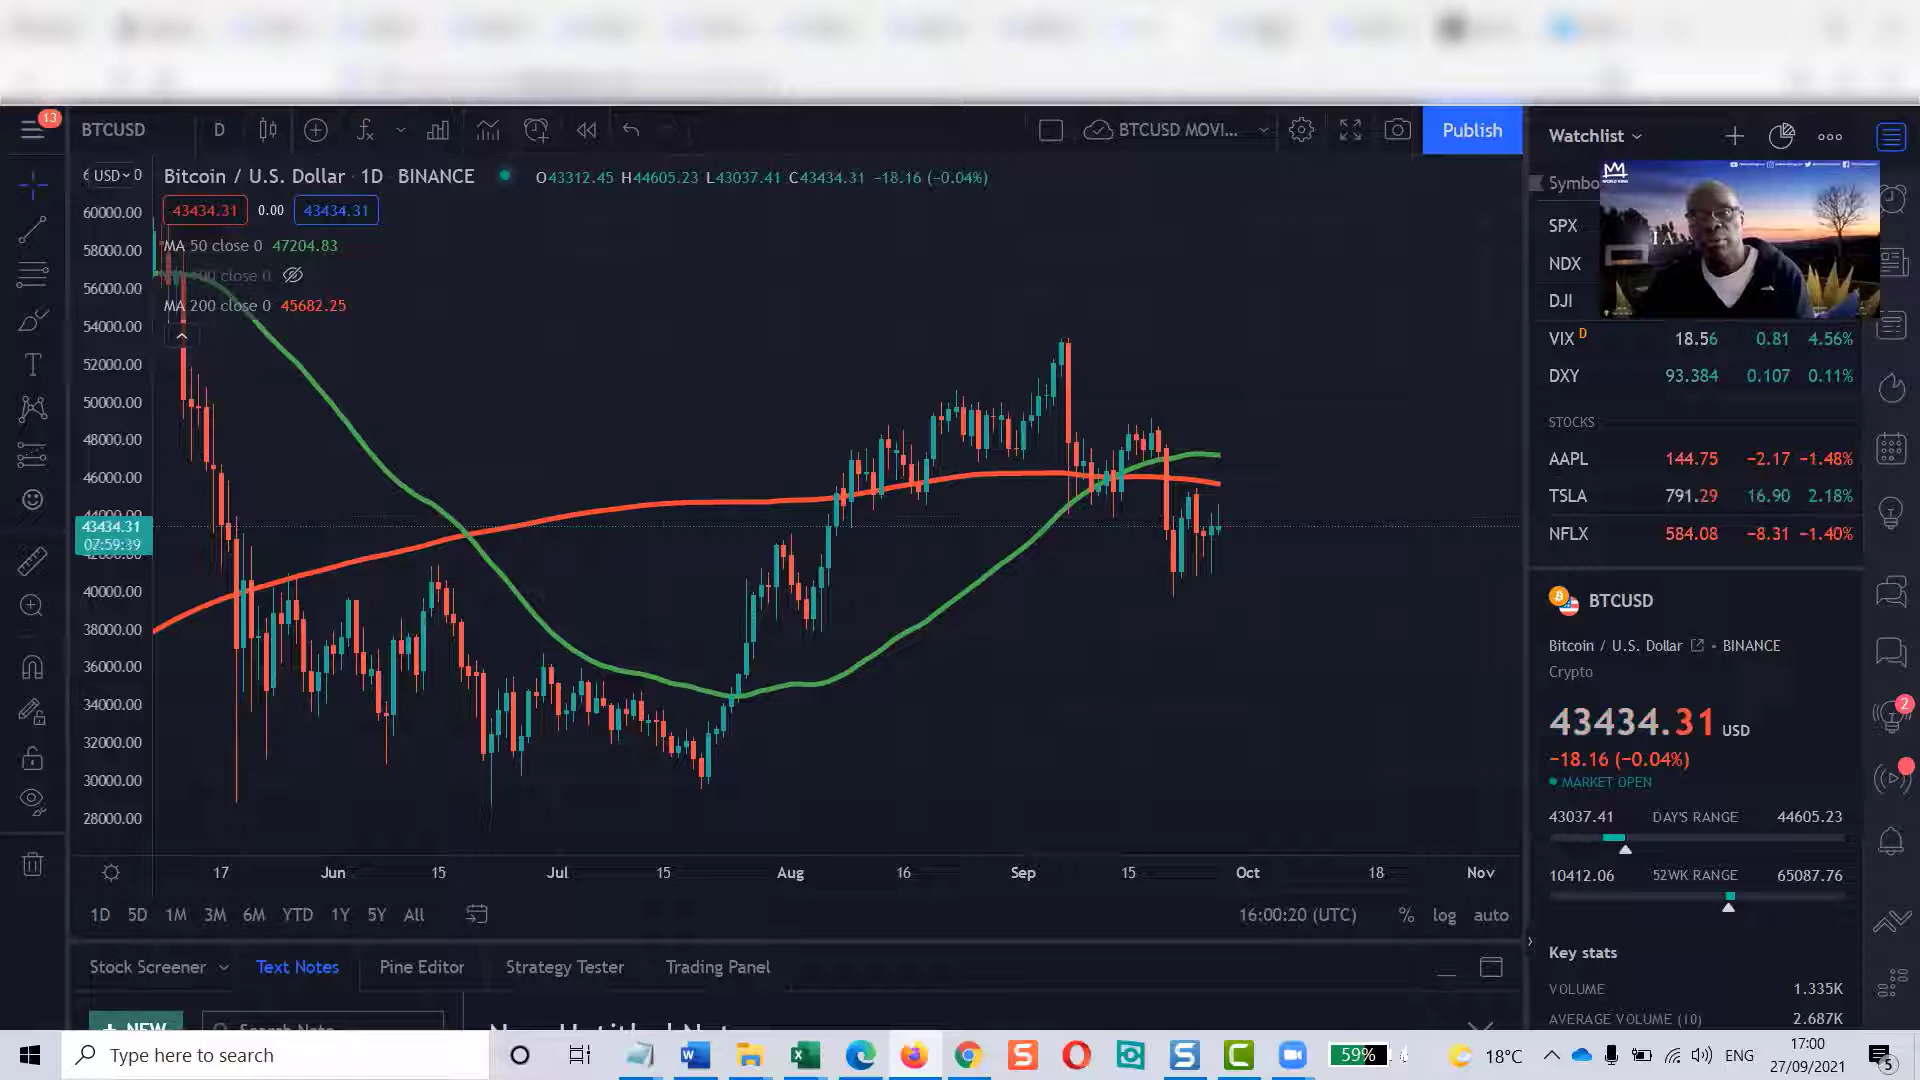 13
BTCUSD
D
BTCUSD MOVI...
Publish
Watchlist
USD
Bitcoin / U.S. Dollar 1D BINANCE
O43312.45 H44605.23 L43037.41 C43434.31 −18.16 (−0.04%)
43434.31 0.00 43434.31
MA 50 close 0 47204.83
close 0
MA 200 close 0 45682.25
60000.00
58000.00
56000.00
54000.00
52000.00
50000.00
48000.00
46000.00
43434.31
07:59:39
40000.00
38000.00
36000.00
34000.00
32000.00
30000.00
28000.00
17 Jun 15 Jul 15 Aug 16 Sep 15 Oct 18 Nov
1D 5D 1M 3M 6M YTD 1Y 5Y All
16:00:20 (UTC) % log auto
Stock Screener Text Notes Pine Editor Strategy Tester Trading Panel
+ NEW
Search Note
Symbo
SPX
NDX
DJI
VIX D 18.56 0.81 4.56%
DXY 93.384 0.107 0.11%
STOCKS
AAPL 144.75 −2.17 −1.48%
TSLA 791.29 16.90 2.18%
NFLX 584.08 −8.31 −1.40%
BTCUSD
Bitcoin / U.S. Dollar • BINANCE
Crypto
43434.31 USD
−18.16 (−0.04%)
MARKET OPEN
43037.41 DAY'S RANGE 44605.23
10412.06 52WK RANGE 65087.76
Key stats
VOLUME 1.335K
AVERAGE VOLUME (10) 2.687K
2
Type here to search
59%
18°C
ENG
17:00
27/09/2021
5